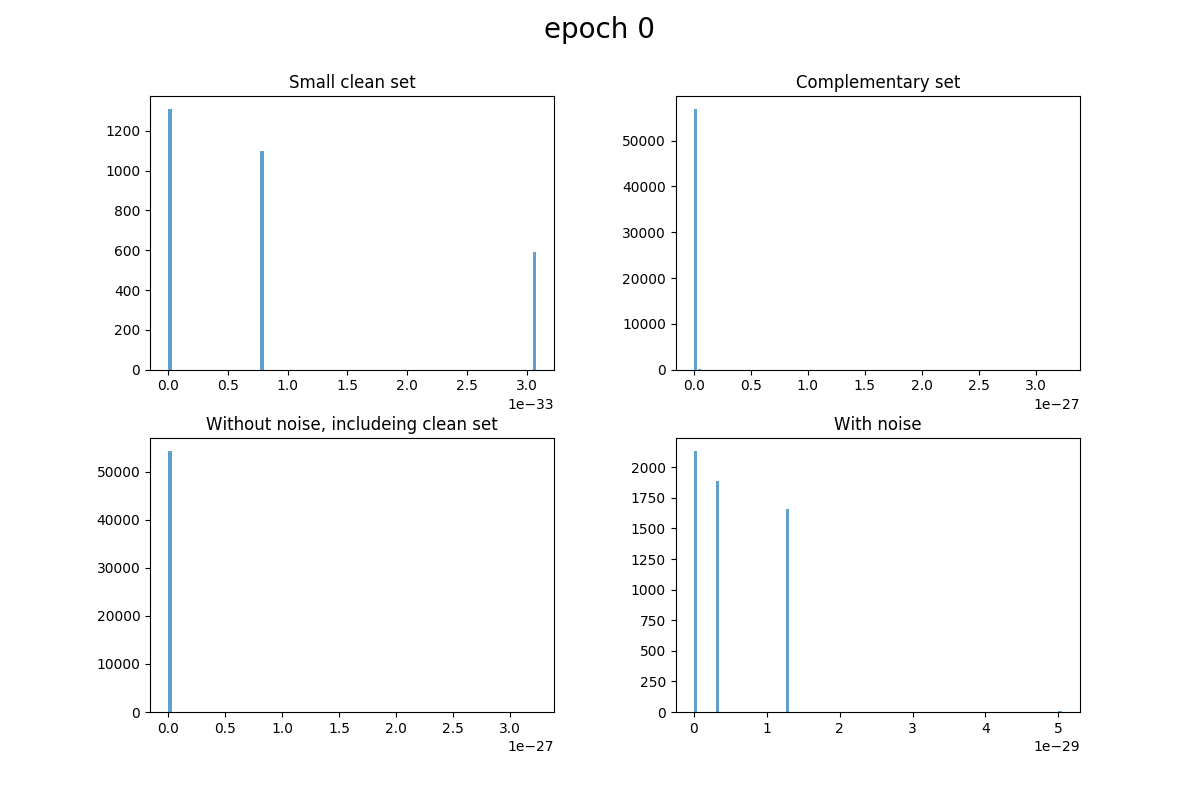 epoch 0
Small clean set
1200
1000
800
600
400
200
0
0.0 0.5 1.0 1.5 2.0 2.5 3.0
1e−33
Complementary set
50000
40000
30000
20000
10000
0
0.0 0.5 1.0 1.5 2.0 2.5 3.0
1e−27
Without noise, includeing clean set
50000
40000
30000
20000
10000
0
0.0 0.5 1.0 1.5 2.0 2.5 3.0
1e−27
With noise
2000
1750
1500
1250
1000
750
500
250
0
0 1 2 3 4 5
1e−29